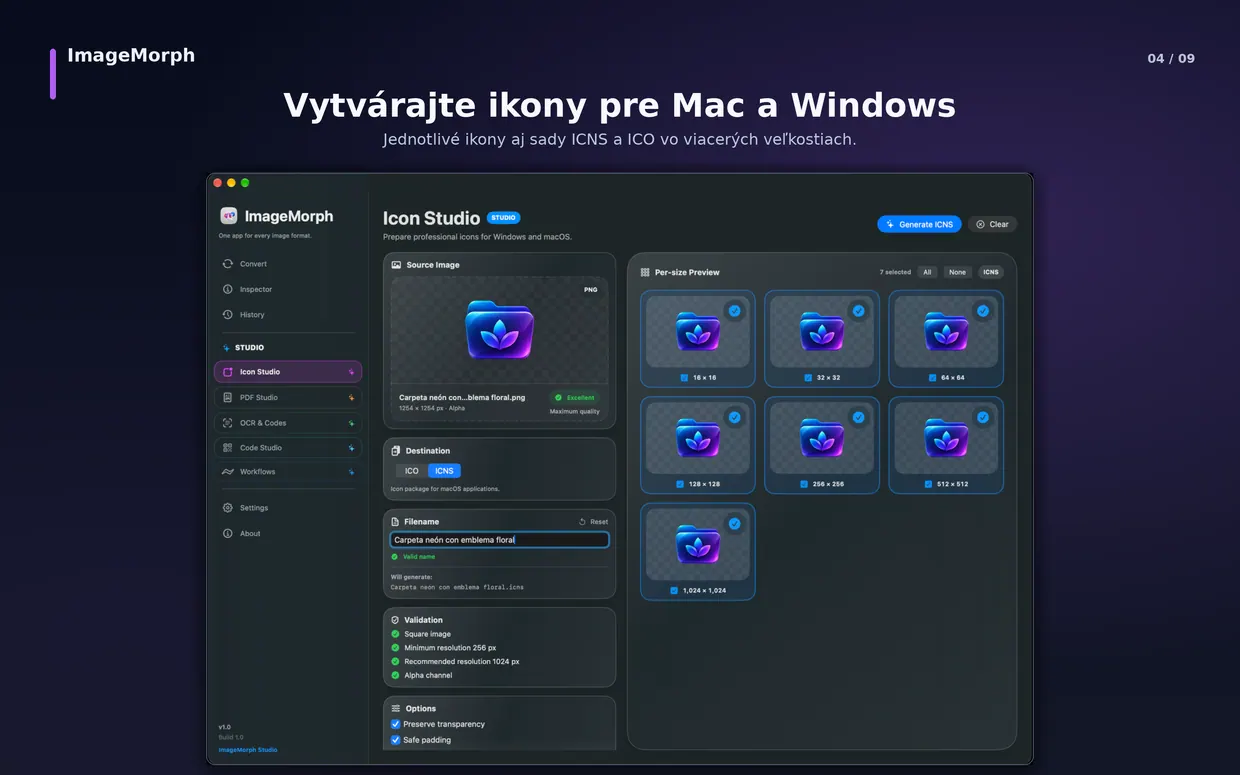 ImageMorph
04 / 09
Vytvárajte ikony pre Mac a Windows
Jednotlivé ikony aj sady ICNS a ICO vo viacerých veľkostiach.
ImageMorph
One app for every image format.
Convert
Inspector
History
STUDIO
Icon Studio
PDF Studio
OCR & Codes
Code Studio
Workflows
Settings
About
v1.0
Build 1.0
ImageMorph Studio
Icon Studio STUDIO
Prepare professional icons for Windows and macOS.
Generate ICNS
Clear
Source Image
PNG
Carpeta neón con...blema floral.png
1254 × 1254 px · Alpha
Excellent
Maximum quality
Destination
ICO ICNS
Icon package for macOS applications.
Filename
Reset
Carpeta neón con emblema floral
Valid name
Will generate:
Carpeta neón con emblema floral.icns
Validation
Square image
Minimum resolution 256 px
Recommended resolution 1024 px
Alpha channel
Options
Preserve transparency
Safe padding
Per-size Preview
7 selected All None ICNS
16 × 16
32 × 32
64 × 64
128 × 128
256 × 256
512 × 512
1,024 × 1,024